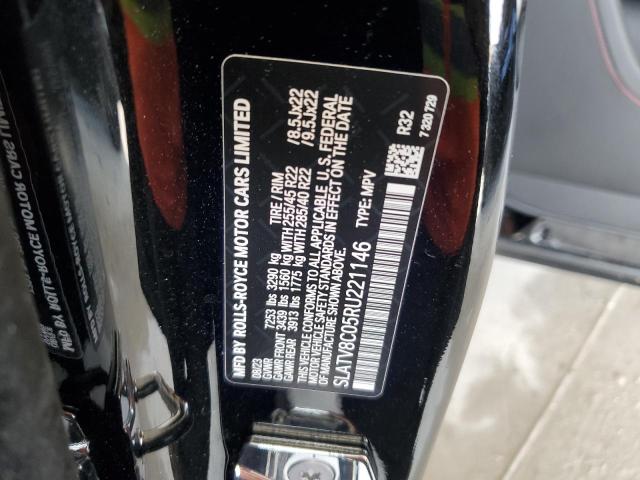 MFD BY ROLLS-ROYCE MOTOR CARS LIMITED
08/23 TIRE / RIM
GVWR 7253 lbs 3290 kg
GAWR FRONT 3439 lbs 1560 kg WITH 255/45 R22 /8.5Jx22
GAWR REAR 3913 lbs 1775 kg WITH 285/40 R22 /9.5Jx22
THIS VEHICLE CONFORMS TO ALL APPLICABLE U.S. FEDERAL
MOTOR VEHICLE SAFETY STANDARDS IN EFFECT ON THE DATE
OF MANUFACTURE SHOWN ABOVE.
SLATV8C05RU221146 TYPE: MPV
R32
7 320 729